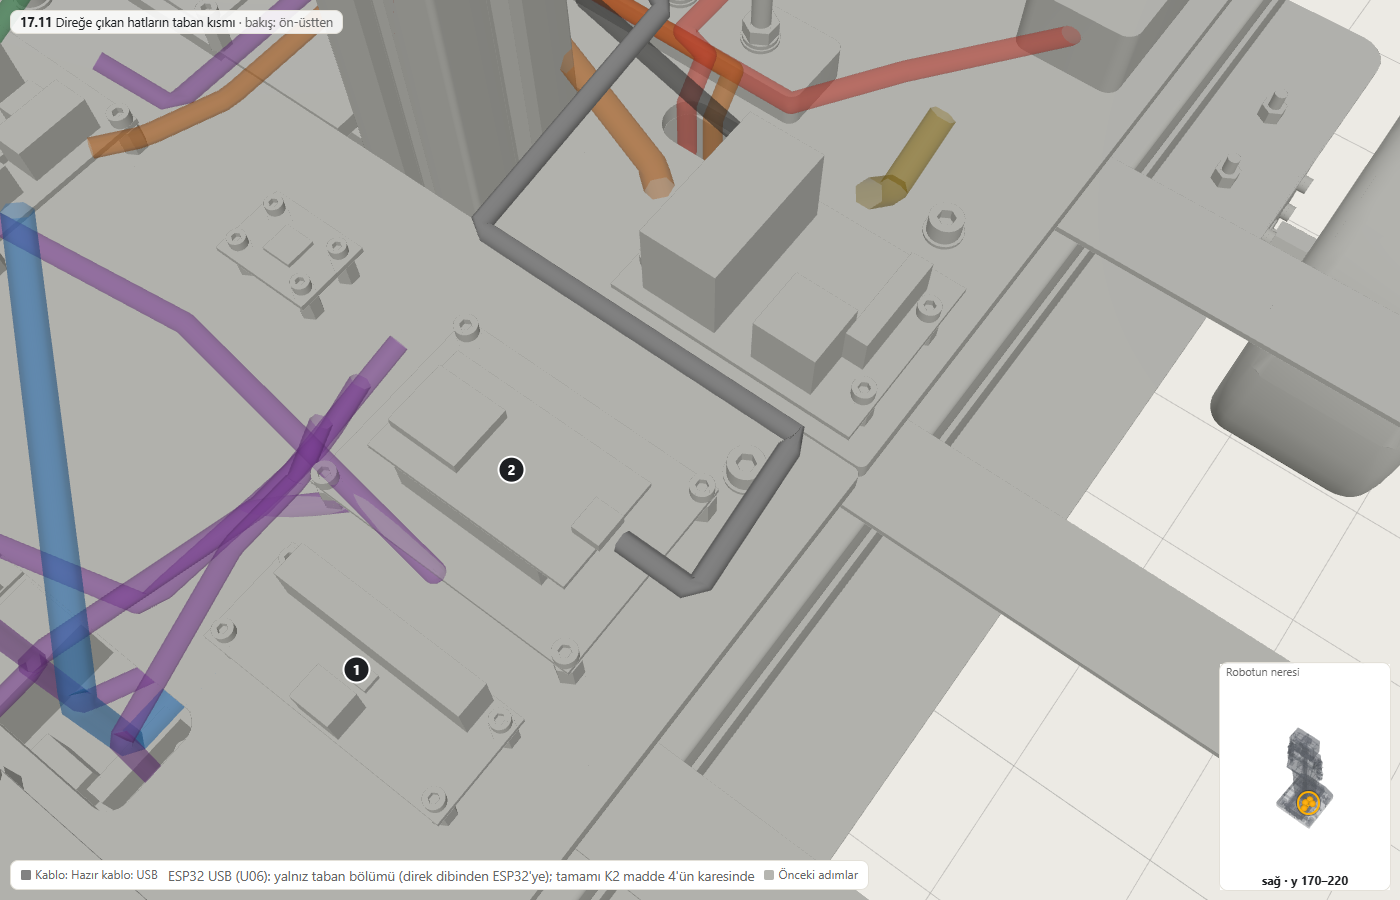 17.11 Direğe çıkan hatların taban kısmı · bakış: ön-üstten
2
1
Robotun neresi
sağ · y 170–220
Kablo: Hazır kablo: USB ESP32 USB (U06): yalnız taban bölümü (direk dibinden ESP32'ye); tamamı K2 madde 4'ün karesinde Önceki adımlar